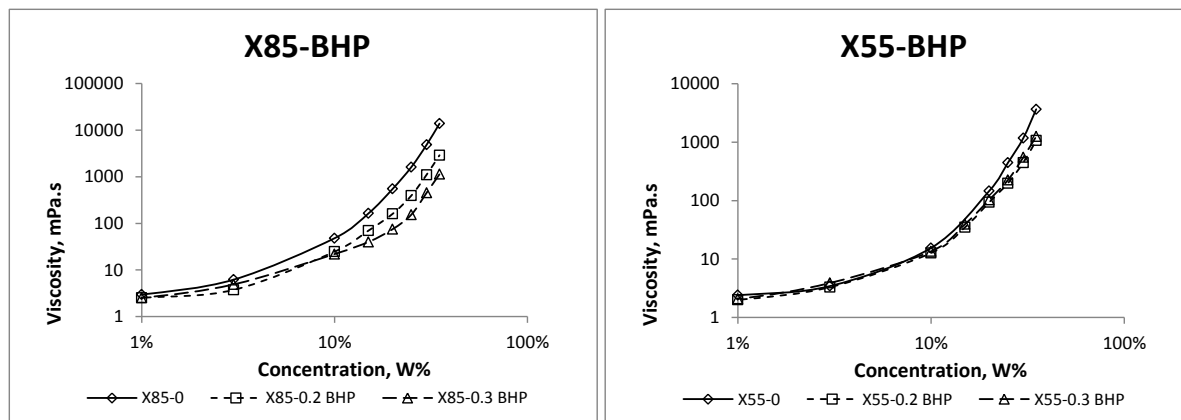 X85-BHP
100000
10000
1000
100
10
1
Viscosity, mPa.s
1% 10% 100%
Concentration, W%
X85-0 X85-0.2 BHP X85-0.3 BHP
X55-BHP
10000
1000
100
10
1
Viscosity, mPa.s
1% 10% 100%
Concentration, W%
X55-0 X55-0.2 BHP X55-0.3 BHP